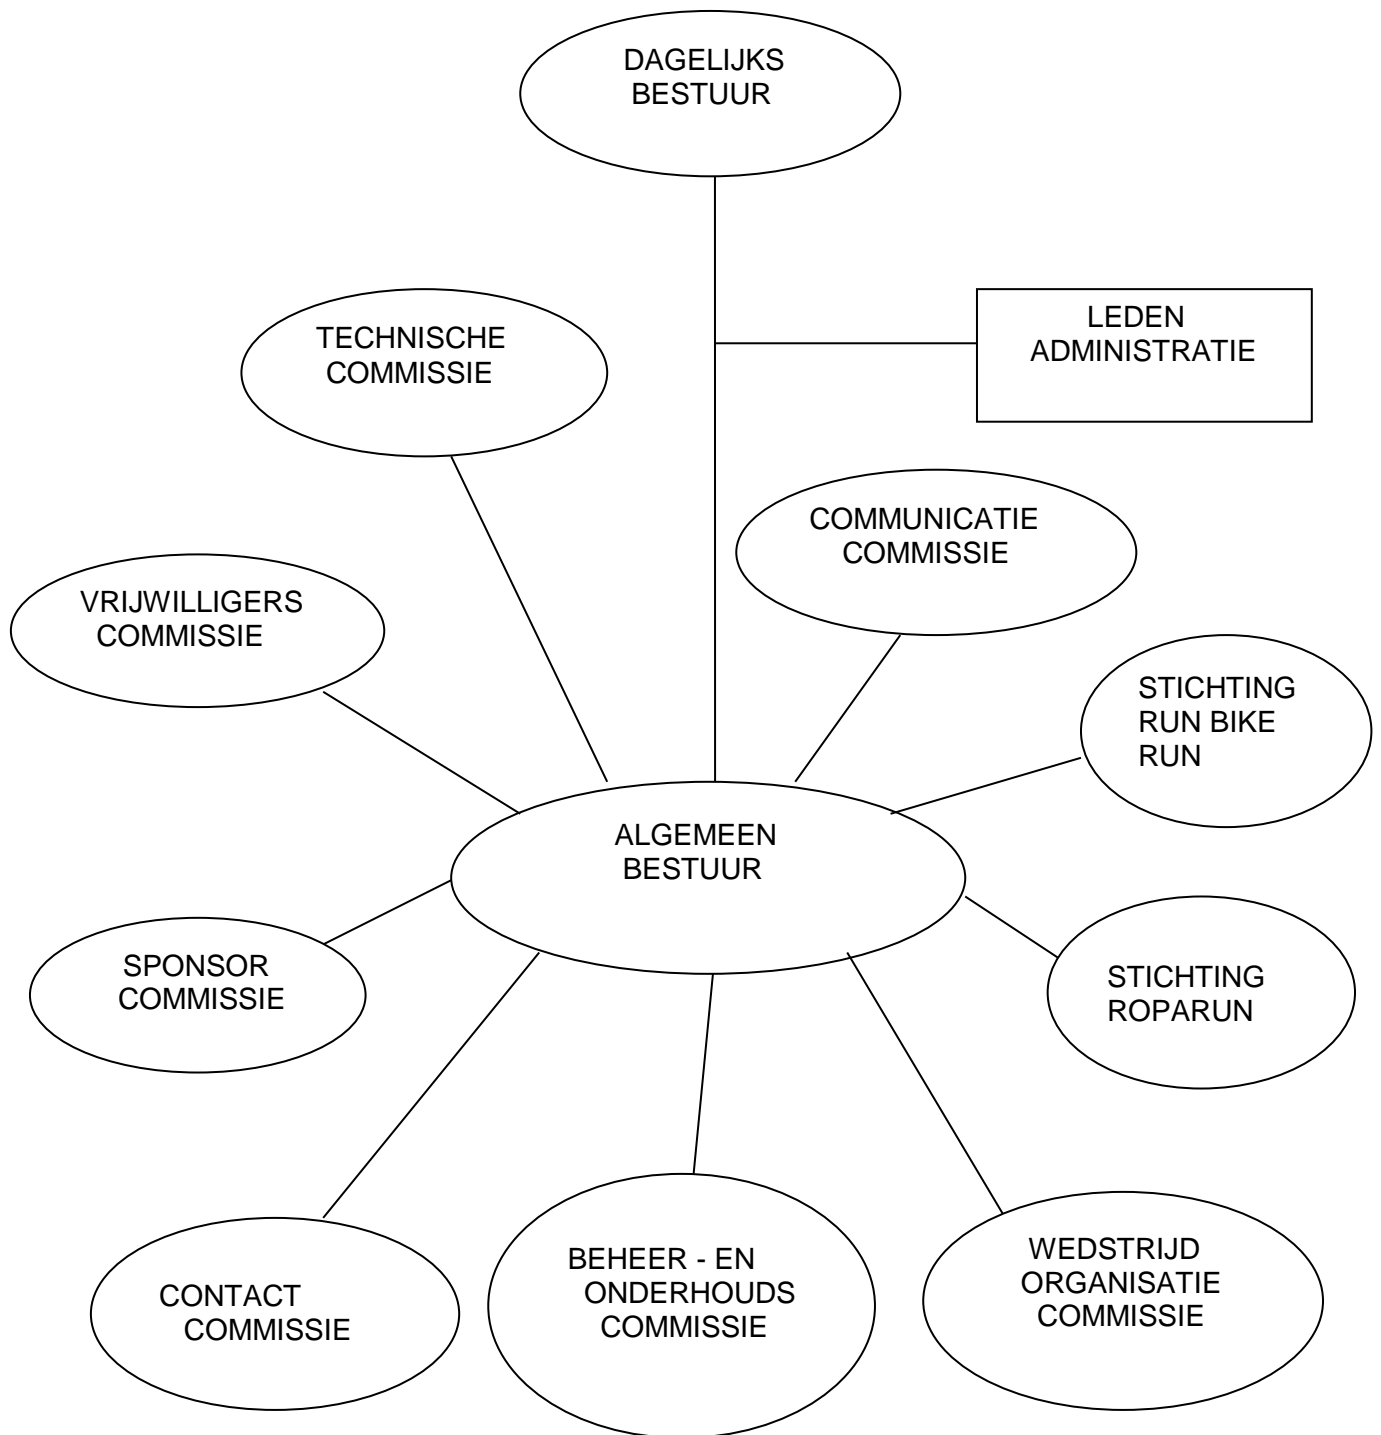 DAGELIJKS
BESTUUR
LEDEN
ADMINISTRATIE
TECHNISCHE
COMMISSIE
COMMUNICATIE
COMMISSIE
VRIJWILLIGERS
COMMISSIE
STICHTING
RUN BIKE
RUN
ALGEMEEN
BESTUUR
SPONSOR
COMMISSIE
STICHTING
ROPARUN
CONTACT
COMMISSIE
BEHEER - EN
ONDERHOUDS
COMMISSIE
WEDSTRIJD
ORGANISATIE
COMMISSIE